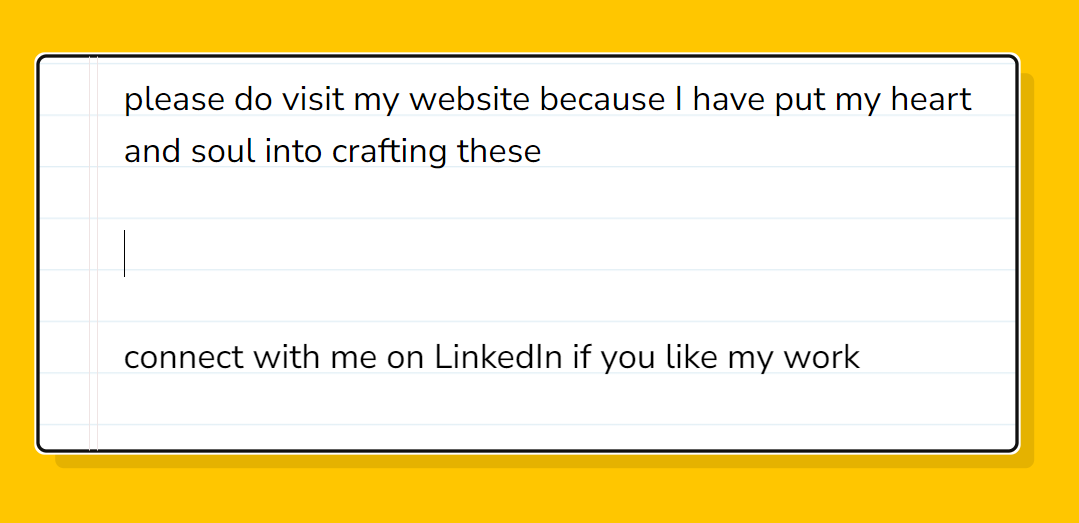 please do visit my website because I have put my heart
and soul into crafting these
connect with me on LinkedIn if you like my work